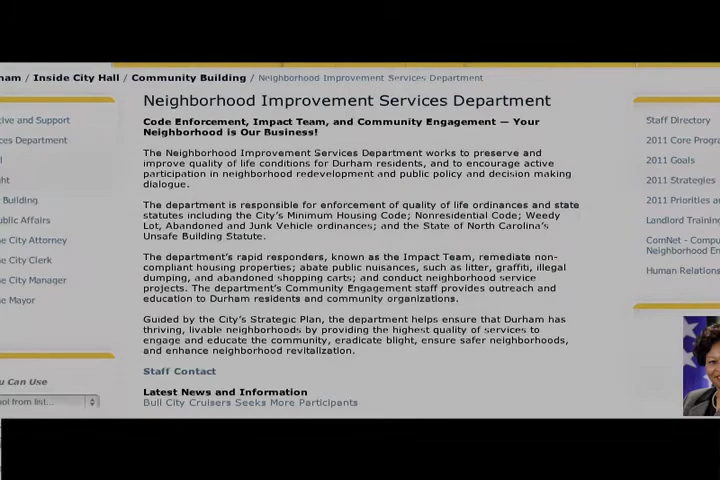 ham / Inside City Hall / Community Building / Neighborhood Improvement Services Department
Neighborhood Improvement Services Department
Code Enforcement, Impact Team, and Community Engagement — Your
Neighborhood is Our Business!
The Neighborhood Improvement Services Department works to preserve and
improve quality of life conditions for Durham residents, and to encourage active
participation in neighborhood redevelopment and public policy and decision making
dialogue.
The department is responsible for enforcement of quality of life ordinances and state
statutes including the City's Minimum Housing Code; Nonresidential Code; Weedy
Lot, Abandoned and Junk Vehicle ordinances; and the State of North Carolina's
Unsafe Building Statute.
The department's rapid responders, known as the Impact Team, remediate non-
compliant housing properties; abate public nuisances, such as litter, graffiti, illegal
dumping, and abandoned shopping carts; and conduct neighborhood service
projects. The department's Community Engagement staff provides outreach and
education to Durham residents and community organizations.
Guided by the City's Strategic Plan, the department helps ensure that Durham has
thriving, livable neighborhoods by providing the highest quality of services to
engage and educate the community, eradicate blight, ensure safer neighborhoods,
and enhance neighborhood revitalization.
Staff Contact
Latest News and Information
Bull City Cruisers Seeks More Participants
ive and Support
ces Department
l
ght
Building
ublic Affairs
e City Attorney
e City Clerk
e City Manager
e Mayor
u Can Use
ol from list...
Staff Directory
2011 Core Progra
2011 Goals
2011 Strategies
2011 Priorities a
Landlord Training
ComNet - Compu
Neighborhood En
Human Relations